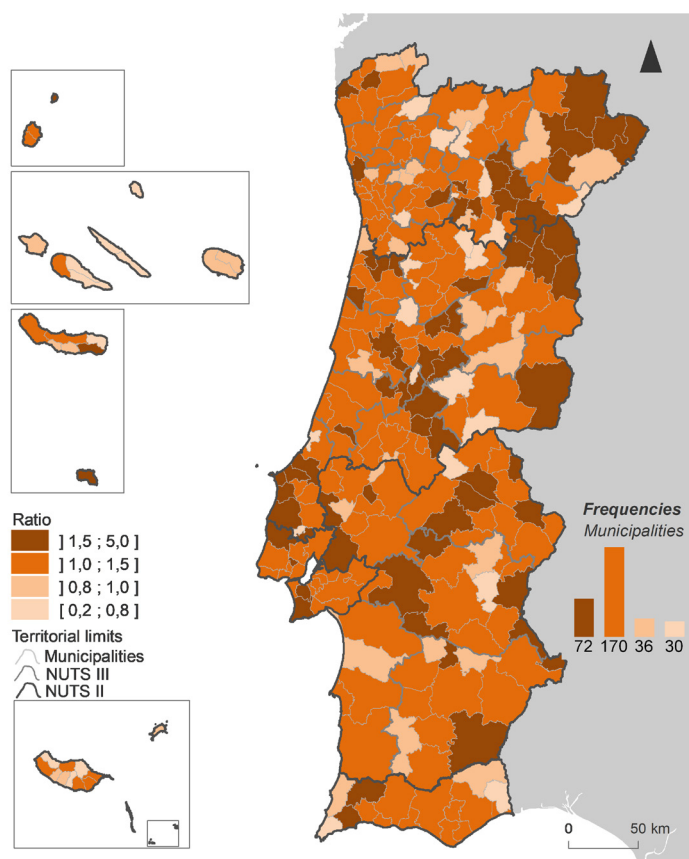 Ratio
] 1,5 ; 5,0 ]
] 1,0 ; 1,5 ]
] 0,8 ; 1,0 ]
[ 0,2 ; 0,8 ]
Territorial limits
Municipalities
NUTS III
NUTS II
Frequencies
Municipalities
72 170 36 30
0 50 km